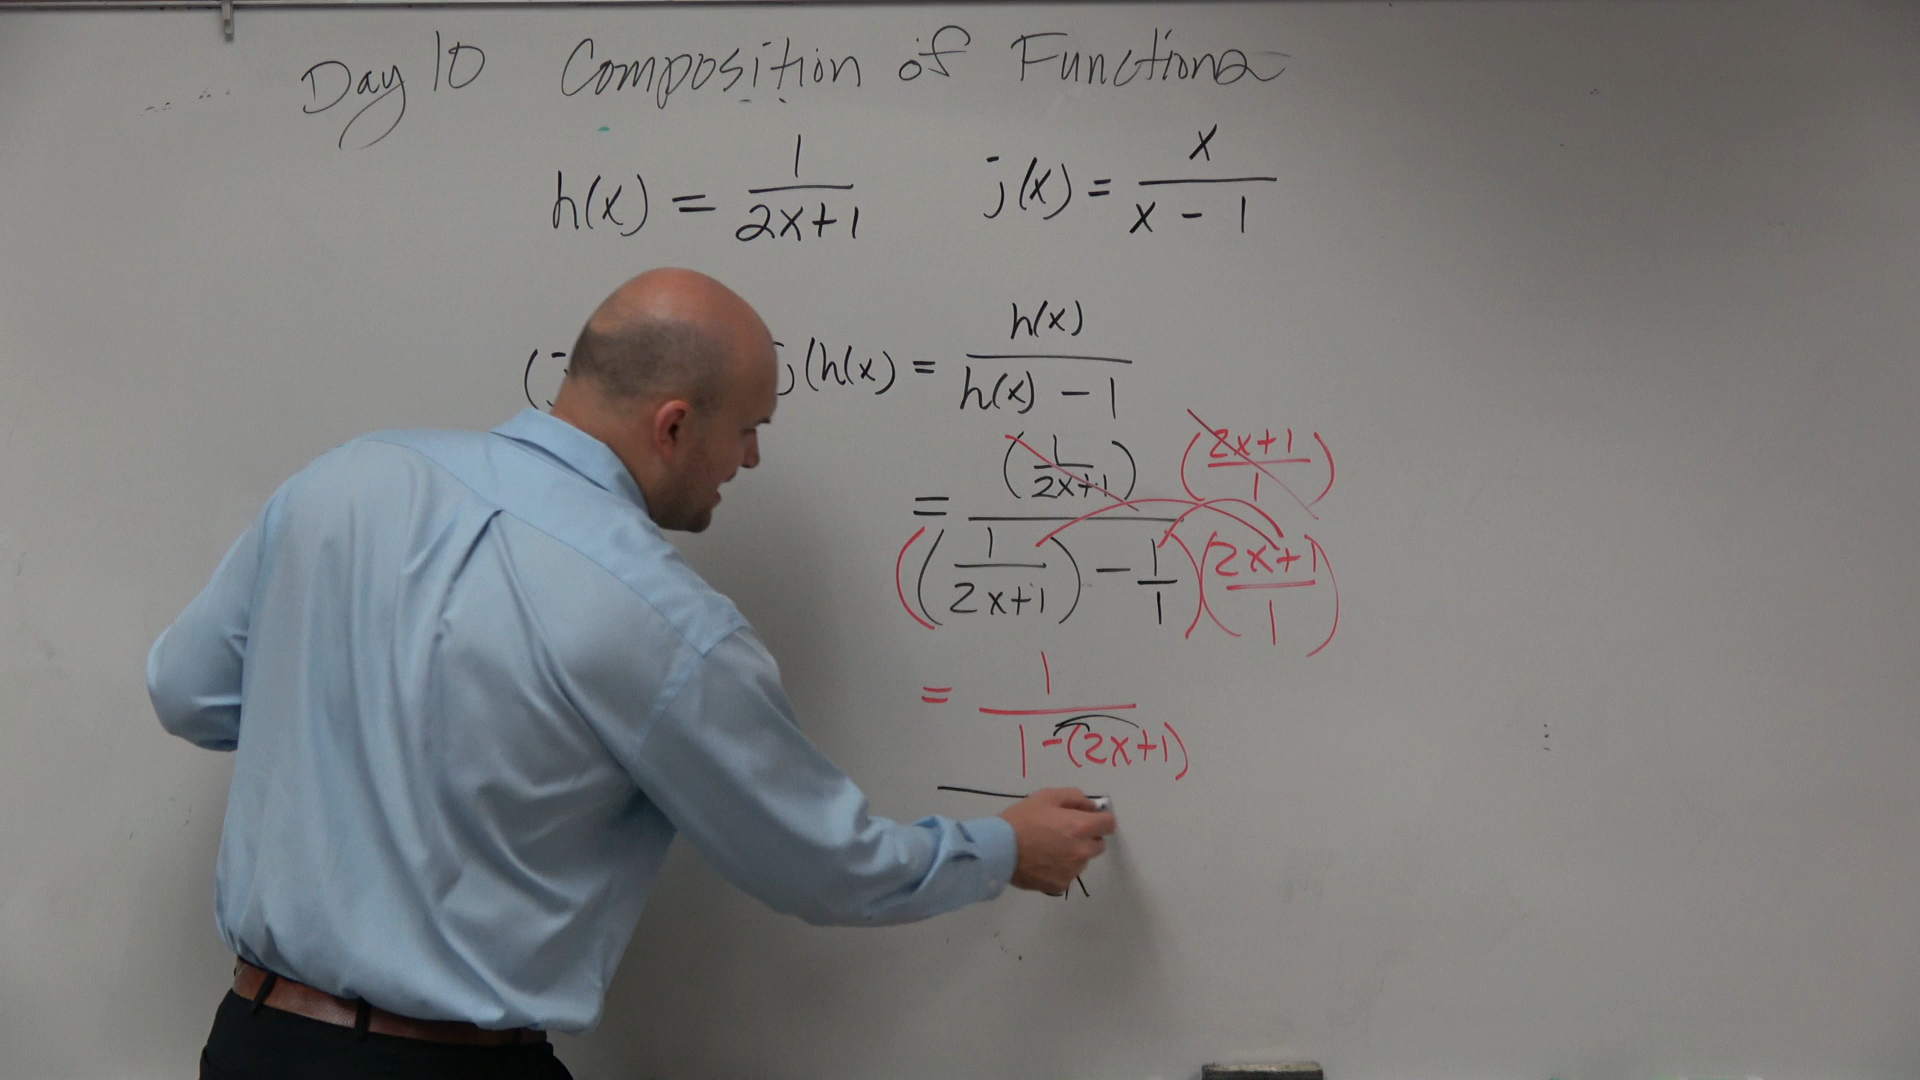 Day 10 Composition of Functions
h(x) = 1/(2x+1) j(x) = x/(x - 1)
(j j(h(x) = h(x)/(h(x) - 1)
= (1/(2x+1)) ((2x+1)/1) / ((1/(2x+1)) - 1/1)((2x+1)/1)
= 1/(1-(2x+1))